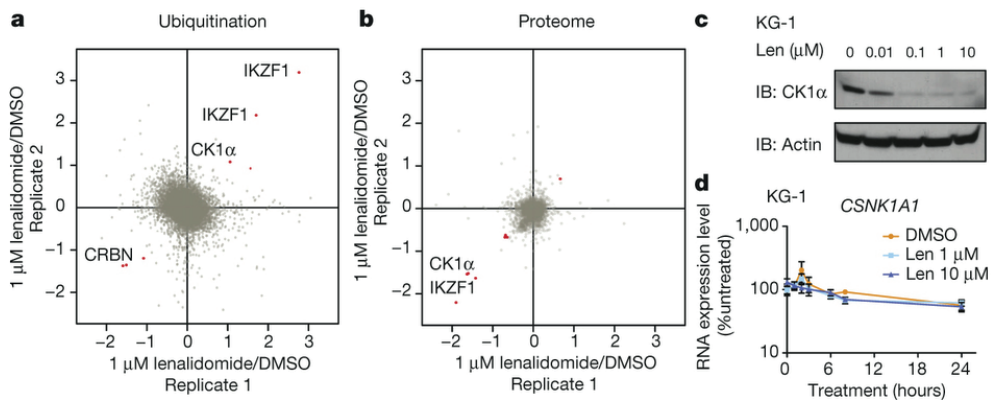 a
Ubiquitination
1 µM lenalidomide/DMSO
Replicate 2
3
2
1
0
−1
−2
IKZF1
IKZF1
CK1α
CRBN
−2 −1 0 1 2 3
1 µM lenalidomide/DMSO
Replicate 1
b
Proteome
1 µM lenalidomide/DMSO
Replicate 2
3
2
1
0
−1
−2
CK1α
IKZF1
−2 −1 0 1 2 3
1 µM lenalidomide/DMSO
Replicate 1
c
KG-1
Len (µM) 0 0.01 0.1 1 10
IB: CK1α
IB: Actin
d
KG-1
CSNK1A1
RNA expression level
(%untreated)
1,000
100
10
DMSO
Len 1 µM
Len 10 µM
0 6 12 18 24
Treatment (hours)